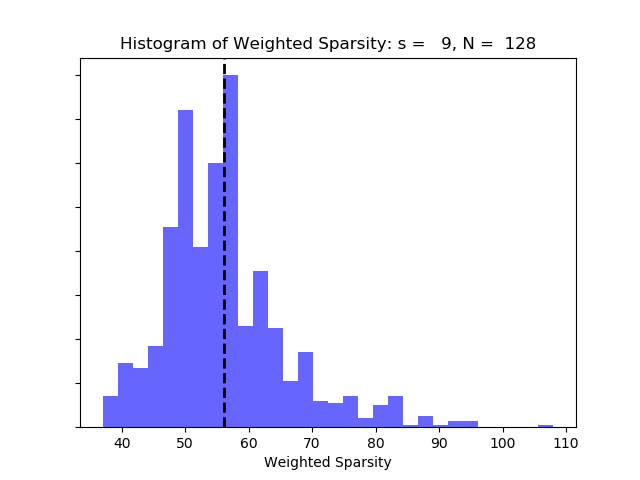 Histogram of Weighted Sparsity: s =   9, N =  128
40 50 60 70 80 90 100 110
Weighted Sparsity